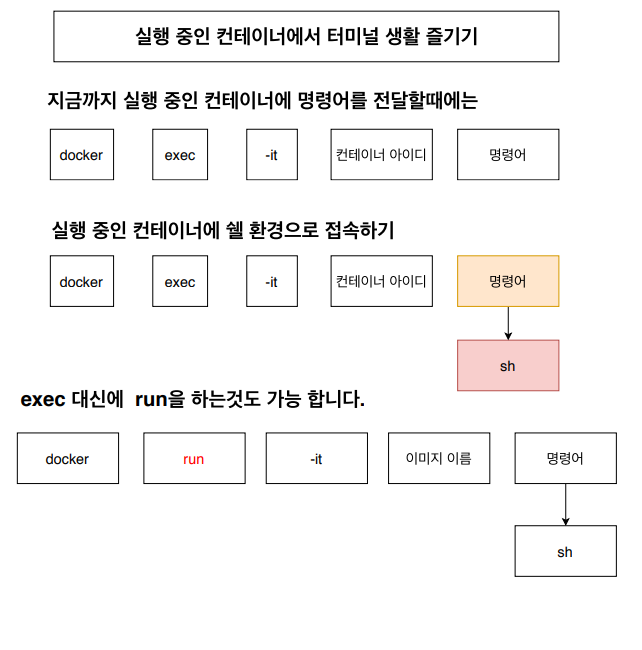 실행 중인 컨테이너에서 터미널 생활 즐기기
지금까지 실행 중인 컨테이너에 명령어를 전달할때에는
docker exec -it 컨테이너 아이디 명령어
실행 중인 컨테이너에 쉘 환경으로 접속하기
docker exec -it 컨테이너 아이디 명령어
sh
exec 대신에 run을 하는것도 가능 합니다.
docker run -it 이미지 이름 명령어
sh